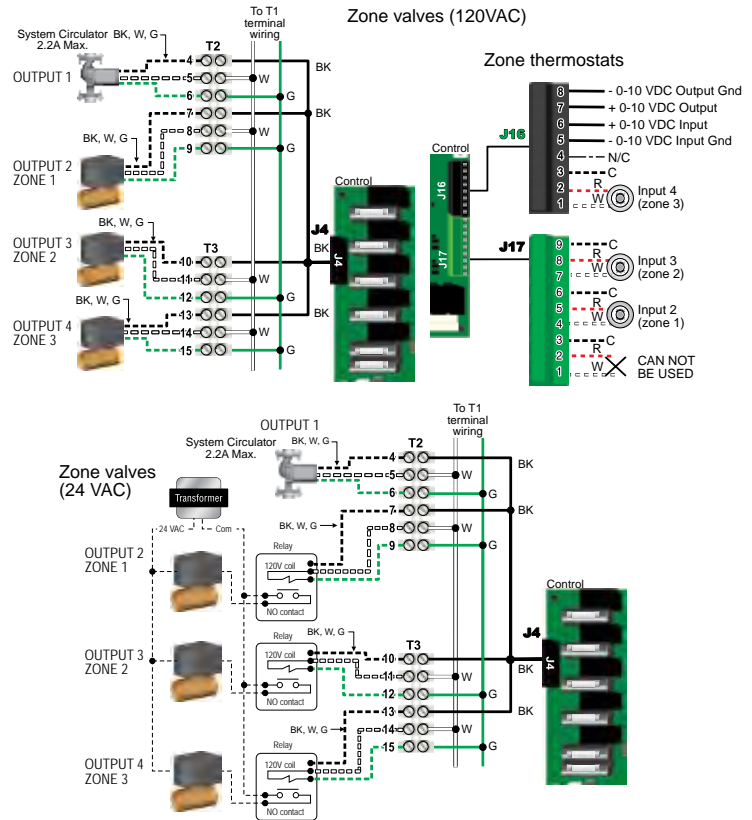 Zone valves (120VAC)
To T1
terminal
wiring
System Circulator
2.2A Max.
BK, W, G
T2
OUTPUT 1
4
5
6
7
8
9
BK
W
G
BK
W
G
BK, W, G
OUTPUT 2
ZONE 1
BK, W, G
OUTPUT 3
ZONE 2
T3
10
11
12
13
14
15
BK
W
G
BK
W
G
BK, W, G
OUTPUT 4
ZONE 3
Control
J4
J4
Zone thermostats
Control
J16
J17
J16
8 - 0-10 VDC Output Gnd
7 + 0-10 VDC Output
6 + 0-10 VDC Input
5 - 0-10 VDC Input Gnd
4 N/C
3 C
2 R
1 W
Input 4
(zone 3)
J17
9 C
8 R
7 W
Input 3
(zone 2)
6 C
5 R
4 W
Input 2
(zone 1)
3 C
2 R
1 W
CAN NOT
BE USED
Zone valves
(24 VAC)
OUTPUT 1
System Circulator
2.2A Max.
BK, W, G
To T1
terminal
wiring
T2
4
5
6
7
8
9
BK
W
G
BK
W
G
Transformer
24 VAC
Com
BK, W, G
OUTPUT 2
ZONE 1
Relay
120V coil
NO contact
OUTPUT 3
ZONE 2
Relay
120V coil
NO contact
BK, W, G
T3
10
11
12
13
14
15
BK
W
G
BK
W
G
Control
J4
J4
OUTPUT 4
ZONE 3
Relay
120V coil
NO contact
BK, W, G